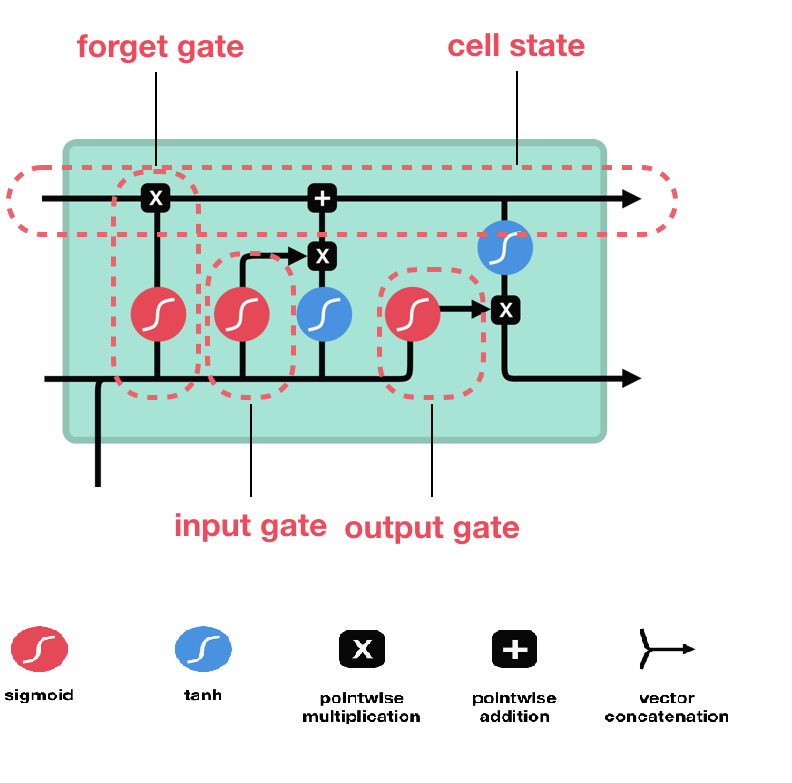 forget gate
cell state
X
+
X
X
input gate
output gate
X
+
sigmoid
tanh
pointwise
multiplication
pointwise
addition
vector
concatenation